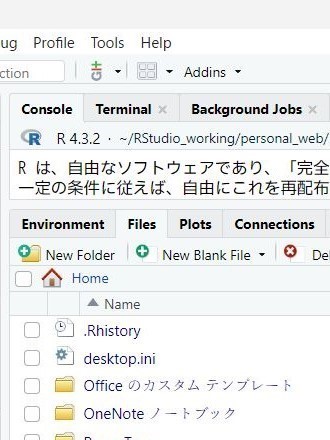 ug Profile Tools Help
ction Addins
Console Terminal Background Jobs
R R 4.3.2 · ~/RStudio_working/personal_web/
R は、自由なソフトウェアであり、「完全
一定の条件に従えば、自由にこれを再配布
Environment Files Plots Connections
New Folder New Blank File Del
Home
Name
.Rhistory
desktop.ini
Office のカスタム テンプレート
OneNote ノートブック